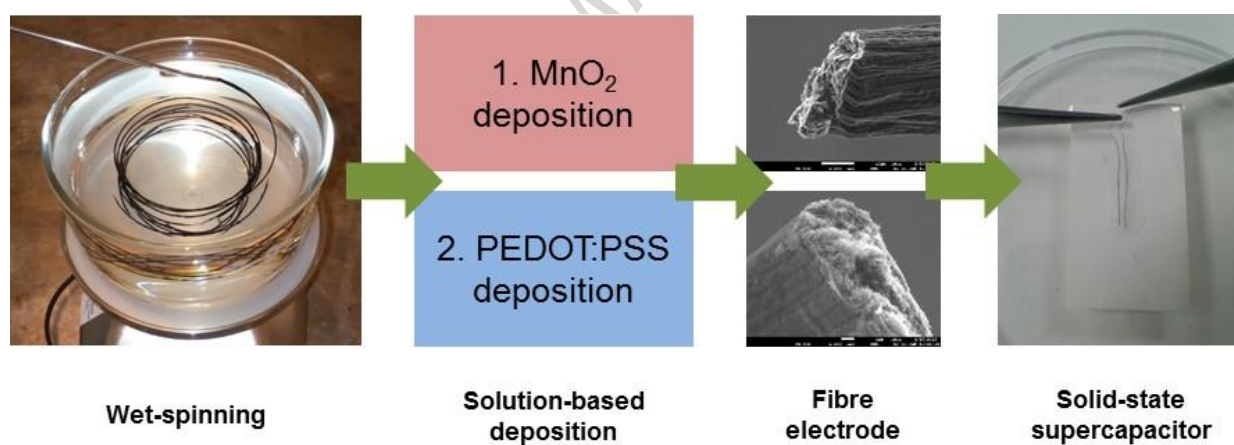 1. MnO₂
deposition
2. PEDOT:PSS
deposition
Wet-spinning
Solution-based
deposition
Fibre
electrode
Solid-state
supercapacitor